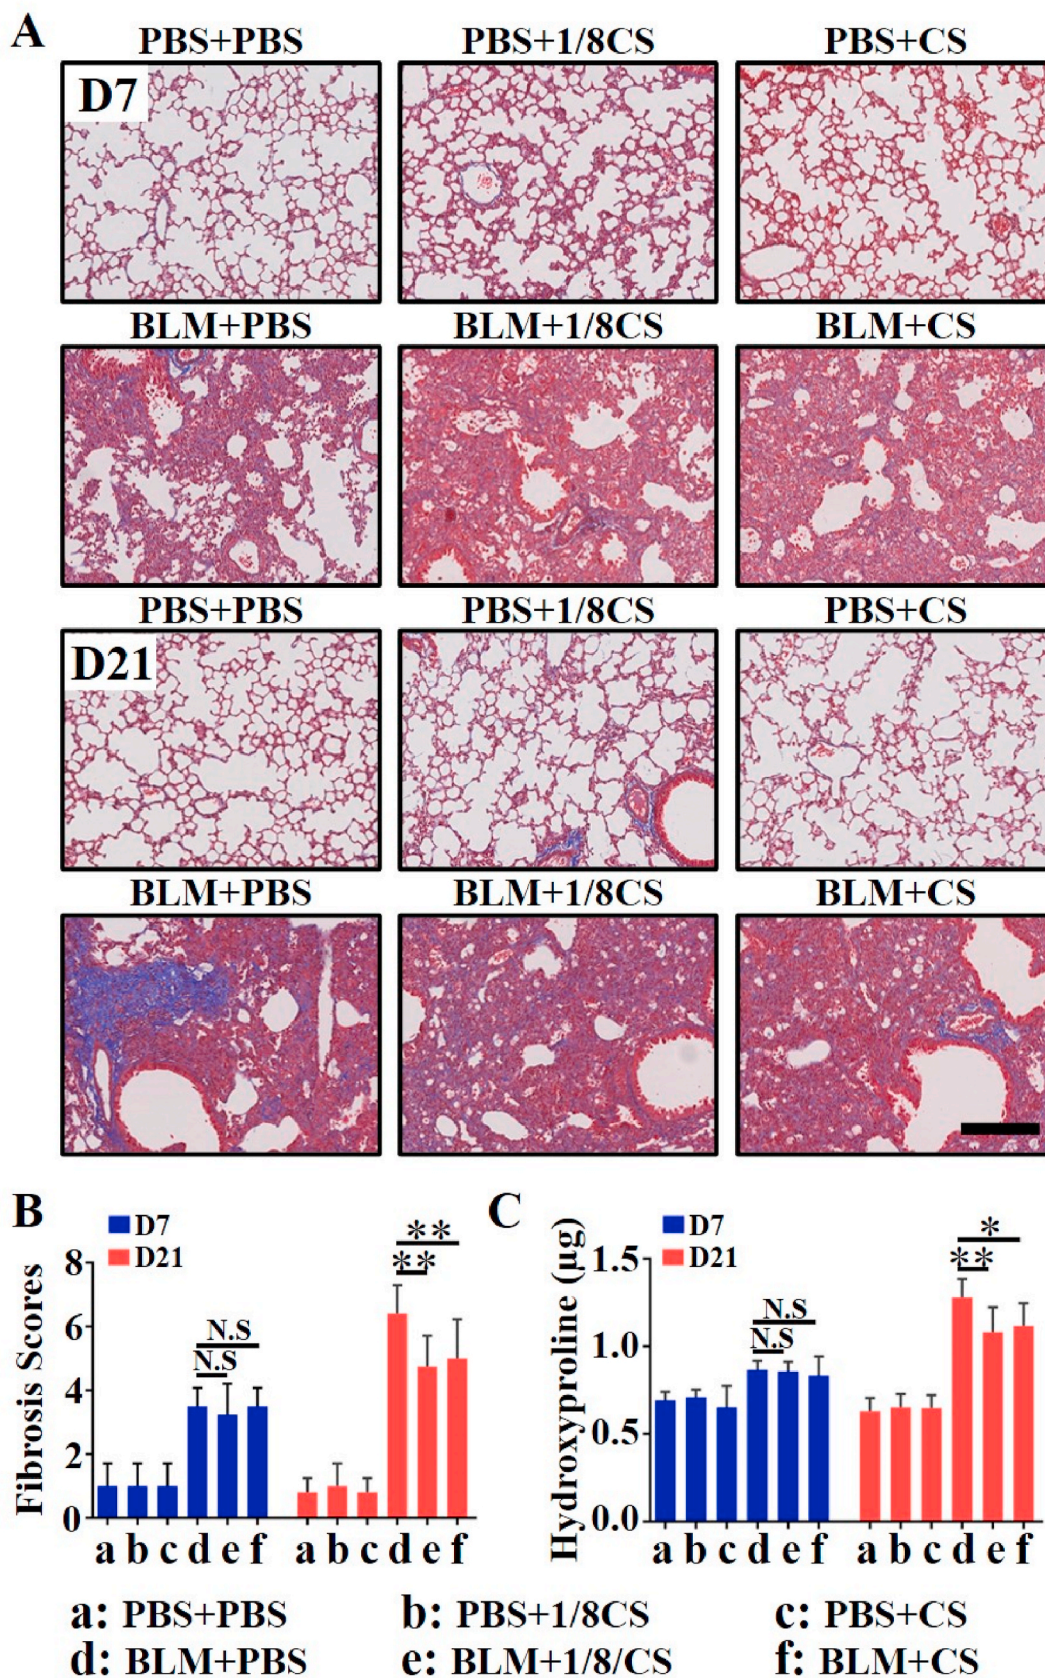 A
PBS+PBS PBS+1/8CS PBS+CS
D7
BLM+PBS BLM+1/8CS BLM+CS
PBS+PBS PBS+1/8CS PBS+CS
D21
BLM+PBS BLM+1/8CS BLM+CS
B
D7
D21
Fibrosis Scores
8
6
4
2
0
N.S
N.S
**
**
a b c d e f a b c d e f
C
D7
D21
Hydroxyproline (μg)
1.5
1.0
0.5
0.0
N.S
N.S
*
**
a b c d e f a b c d e f
a: PBS+PBS b: PBS+1/8CS c: PBS+CS
d: BLM+PBS e: BLM+1/8/CS f: BLM+CS